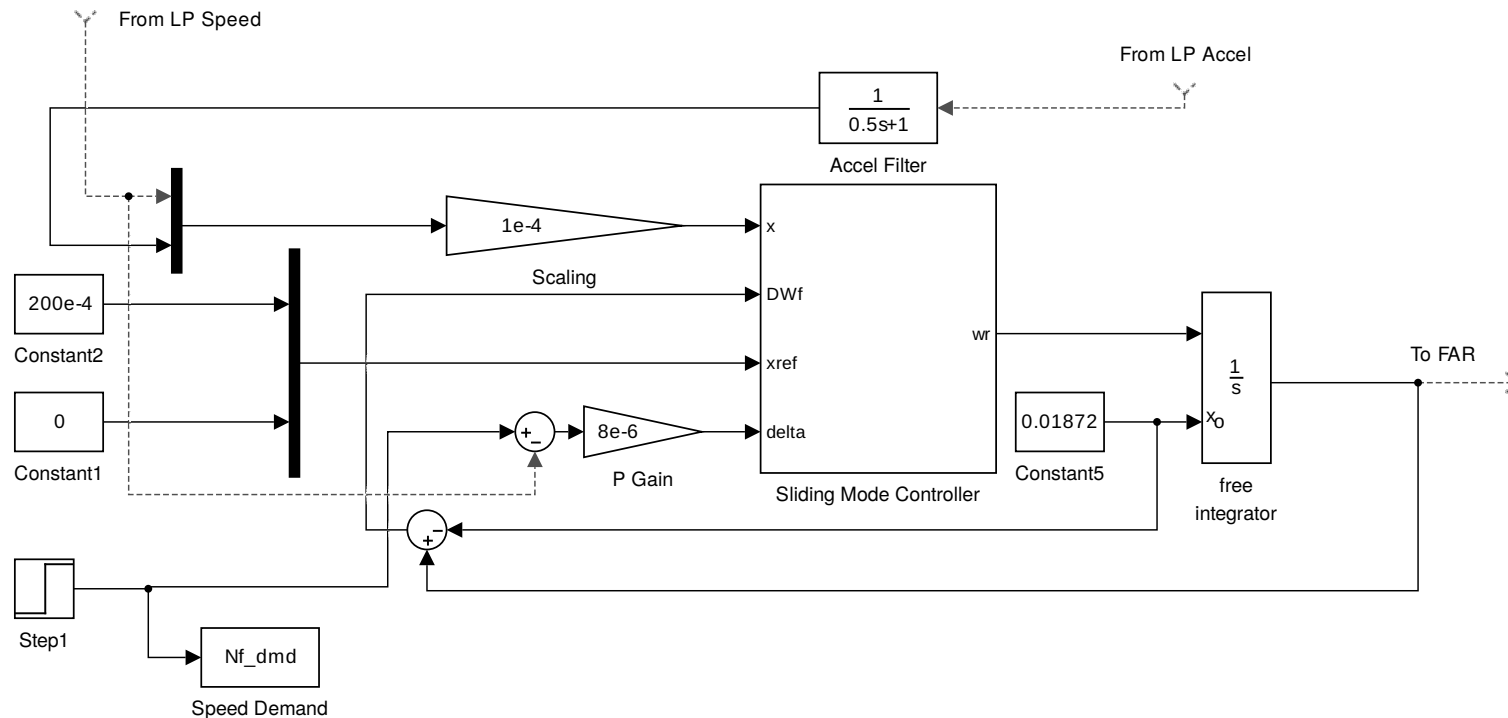 From LP Speed
From LP Accel
1
0.5s+1
Accel Filter
1e-4
x
Scaling
DWf
200e-4
Constant2
wr
To FAR
xref
1
s
0
Constant1
+
−
8e-6
delta
P Gain
0.01872
xo
Constant5
Sliding Mode Controller
free
integrator
−
+
Step1
Nf_dmd
Speed Demand